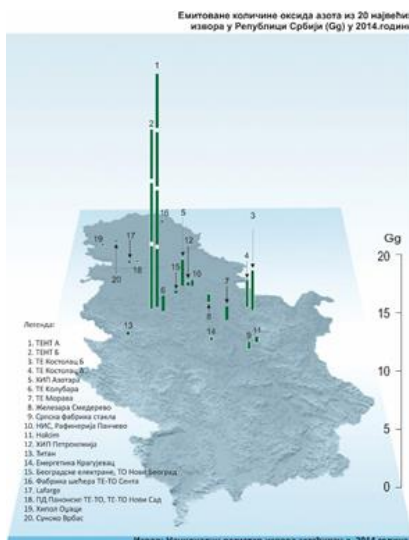 Емитоване количине оксида азота из 20 највећих
извора у Републици Србији (Gg) у 2014.години
1
2
16
5
3
Gg
19
17
12
4
20
18
20
15
10
7
6
15
8
13
14
11
9
10
5
0
Легенда:
1. ТЕНТ А
2. ТЕНТ Б
3. ТЕ Костолац Б
4. ТЕ Костолац А
5. ХИП Азотара
6. ТЕ Колубара
7. ТЕ Морава
8. Железара Смедерево
9. Српска фабрика стакла
10. НИС, Рафинерија Панчево
11. Holcim
12. ХИП Петрохемија
13. Титан
14. Енергетика Крагујевац
15. Београдске електране, ТО Нови Београд
16. Фабрика шећера ТЕ-ТО Сента
17. Lafarge
18. ПД Панонске ТЕ-ТО, ТЕ-ТО Нови Сад
19. Хипол Оџаци
20. Суноко Врбас